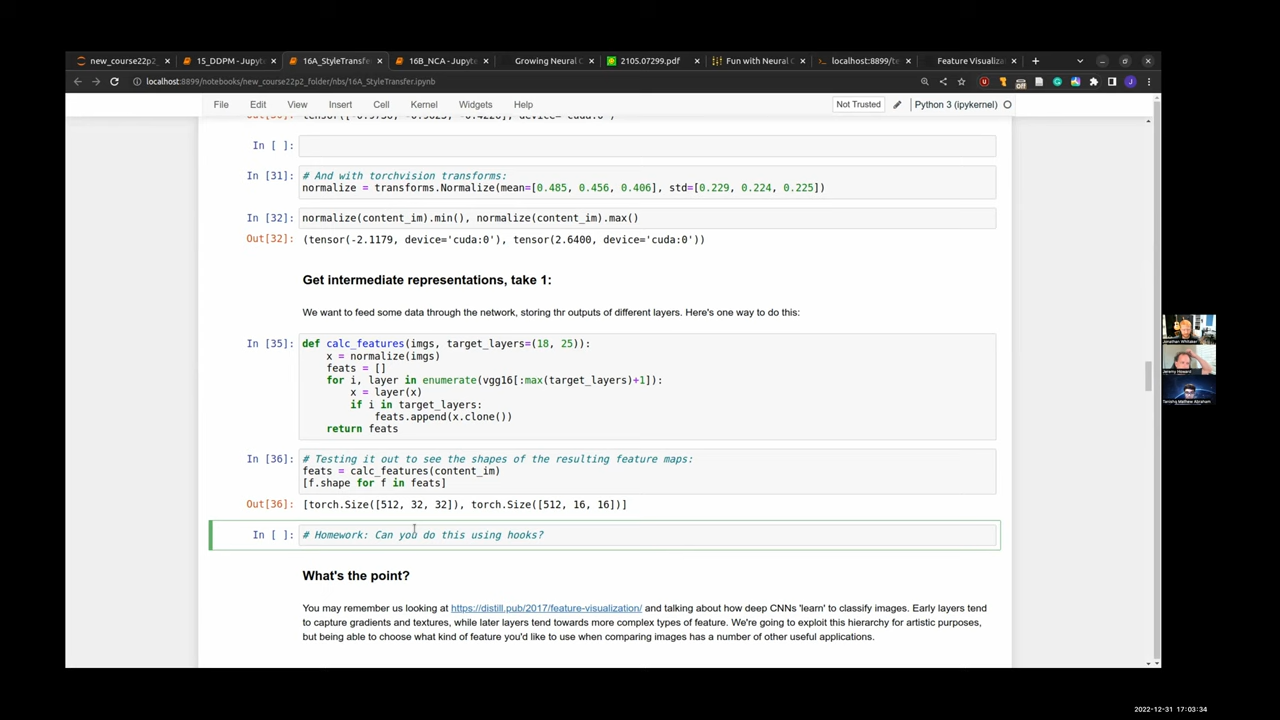 new_course22p2_
15_DDPM - Jupyt
16A_StyleTransfe
16B_NCA - Jupyt
Growing Neural C
2105.07299.pdf
Fun with Neural C
localhost:8899/t
Feature Visualiza
localhost:8899/notebooks/new_course22p2_folder/nbs/16A_StyleTransfer.ipynb
File Edit View Insert Cell Kernel Widgets Help
Not Trusted
Python 3 (ipykernel)
In [ ]:
In [31]: # And with torchvision transforms:
normalize = transforms.Normalize(mean=[0.485, 0.456, 0.406], std=[0.229, 0.224, 0.225])
In [32]: normalize(content_im).min(), normalize(content_im).max()
Out[32]: (tensor(-2.1179, device='cuda:0'), tensor(2.6400, device='cuda:0'))
Get intermediate representations, take 1:
We want to feed some data through the network, storing thr outputs of different layers. Here's one way to do this:
In [35]: def calc_features(imgs, target_layers=(18, 25)):
x = normalize(imgs)
feats = []
for i, layer in enumerate(vgg16[:max(target_layers)+1]):
x = layer(x)
if i in target_layers:
feats.append(x.clone())
return feats
In [36]: # Testing it out to see the shapes of the resulting feature maps:
feats = calc_features(content_im)
[f.shape for f in feats]
Out[36]: [torch.Size([512, 32, 32]), torch.Size([512, 16, 16])]
In [ ]: # Homework: Can you do this using hooks?
What's the point?
You may remember us looking at https://distill.pub/2017/feature-visualization/ and talking about how deep CNNs 'learn' to classify images. Early layers tend
to capture gradients and textures, while later layers tend towards more complex types of feature. We're going to exploit this hierarchy for artistic purposes,
but being able to choose what kind of feature you'd like to use when comparing images has a number of other useful applications.
Jonathan Whitaker
Jeremy Howard
Tanishq Mathew Abraham
2022-12-31 17:03:34